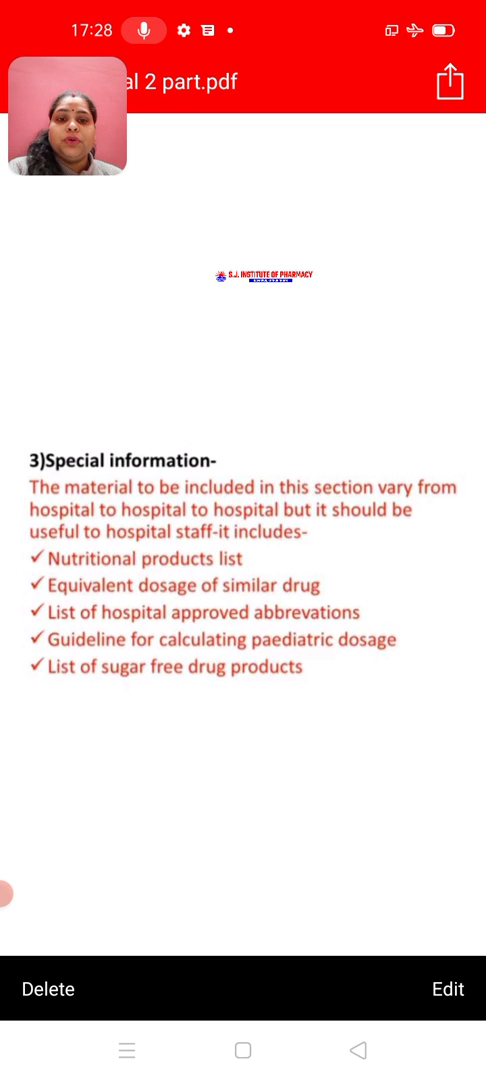 17:28
al 2 part.pdf
S.J. INSTITUTE OF PHARMACY
3)Special information-
The material to be included in this section vary from
hospital to hospital to hospital but it should be
useful to hospital staff-it includes-
✓ Nutritional products list
✓ Equivalent dosage of similar drug
✓ List of hospital approved abbrevations
✓ Guideline for calculating paediatric dosage
✓ List of sugar free drug products
Delete
Edit